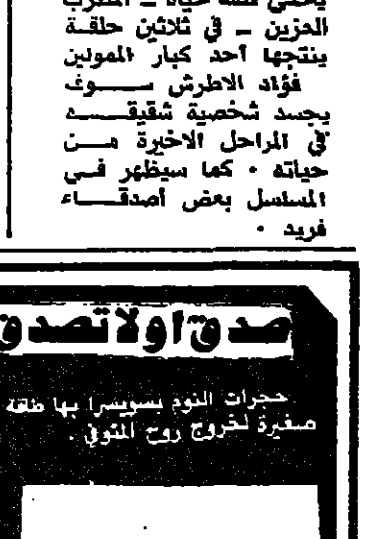 يحكي قصة حياة ـ المطرب
الحزين ـ في ثلاثين حلقة
ينتجها أحد كبار الممولين
فؤاد الاطرش سوف
يجسد شخصية شقيقه
في المراحل الاخيرة من
حياته • كما سيظهر في
المسلسل بعض أصدقاء
فريد •
صدق او لا تصدق
حجرات النوم بسويسرا بها طاقة
صغيرة لخروج روح المتوفي .